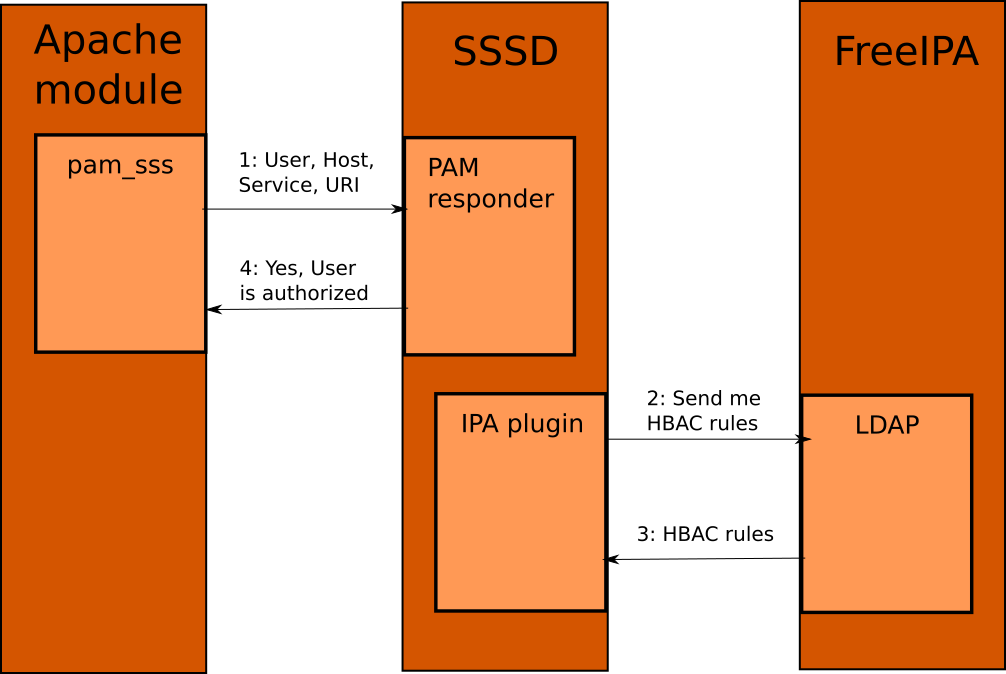 Apache
module
SSSD
FreeIPA
pam_sss
1: User, Host,
Service, URI
PAM
responder
4: Yes, User
is authorized
IPA plugin
2: Send me
HBAC rules
LDAP
3: HBAC rules